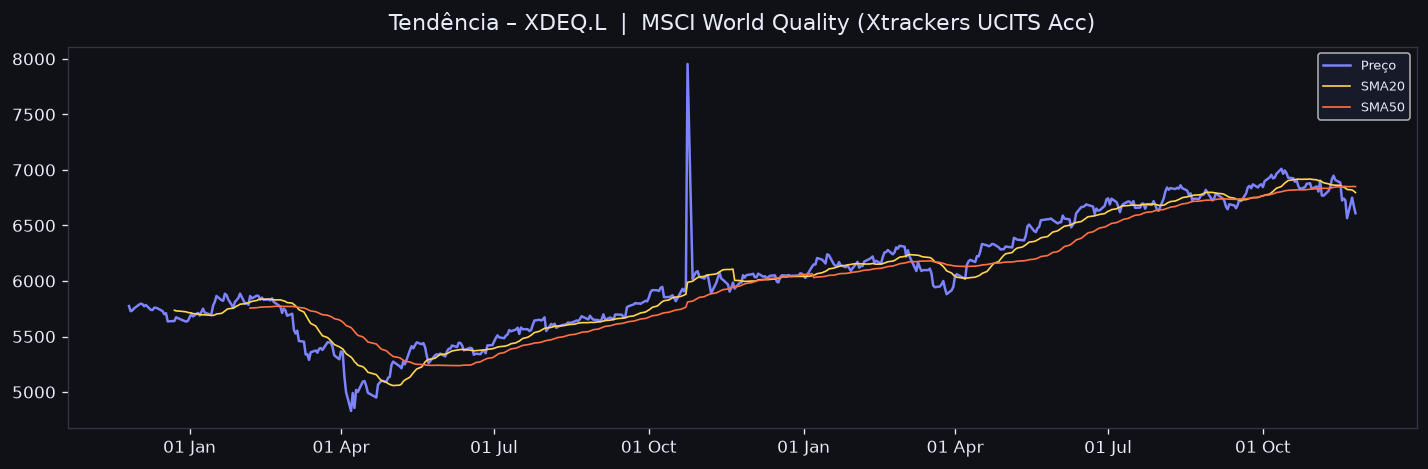 Tendência – XDEQ.L | MSCI World Quality (Xtrackers UCITS Acc)
8000
7500
7000
6500
6000
5500
5000
Preço
SMA20
SMA50
01 Jan
01 Apr
01 Jul
01 Oct
01 Jan
01 Apr
01 Jul
01 Oct